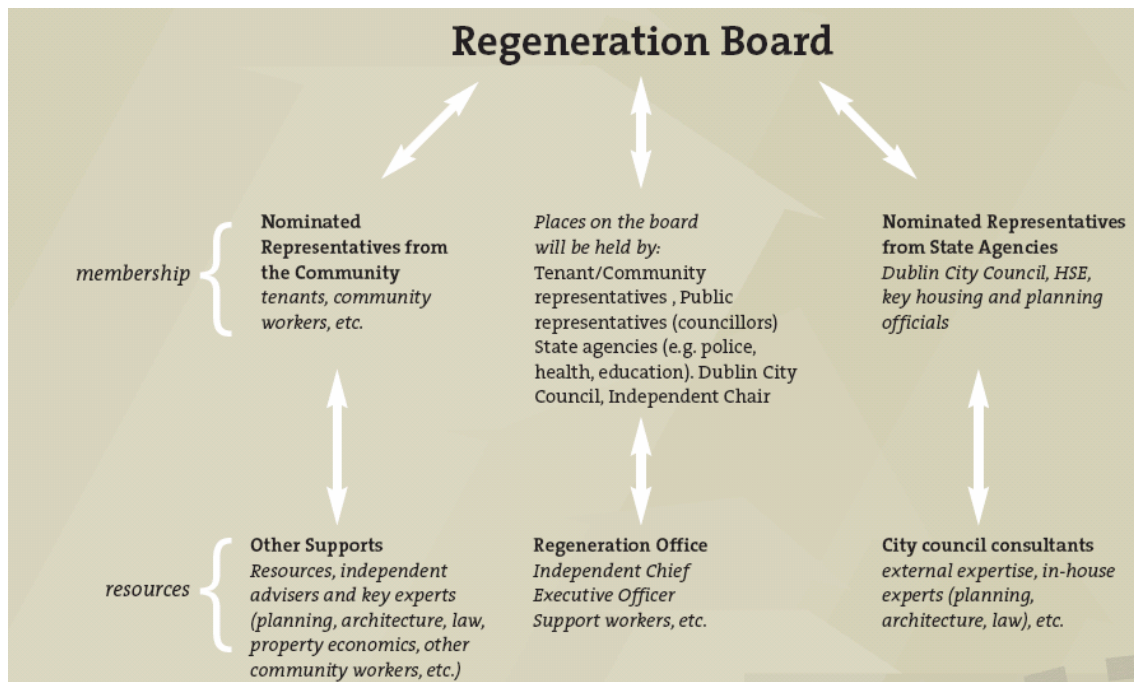 Regeneration Board
membership
Nominated
Representatives from
the Community
tenants, community
workers, etc.
Places on the board
will be held by:
Tenant/Community
representatives , Public
representatives (councillors)
State agencies (e.g. police,
health, education). Dublin City
Council, Independent Chair
Nominated Representatives
from State Agencies
Dublin City Council, HSE,
key housing and planning
officials
resources
Other Supports
Resources, independent
advisers and key experts
(planning, architecture, law,
property economics, other
community workers, etc.)
Regeneration Office
Independent Chief
Executive Officer
Support workers, etc.
City council consultants
external expertise, in-house
experts (planning,
architecture, law), etc.